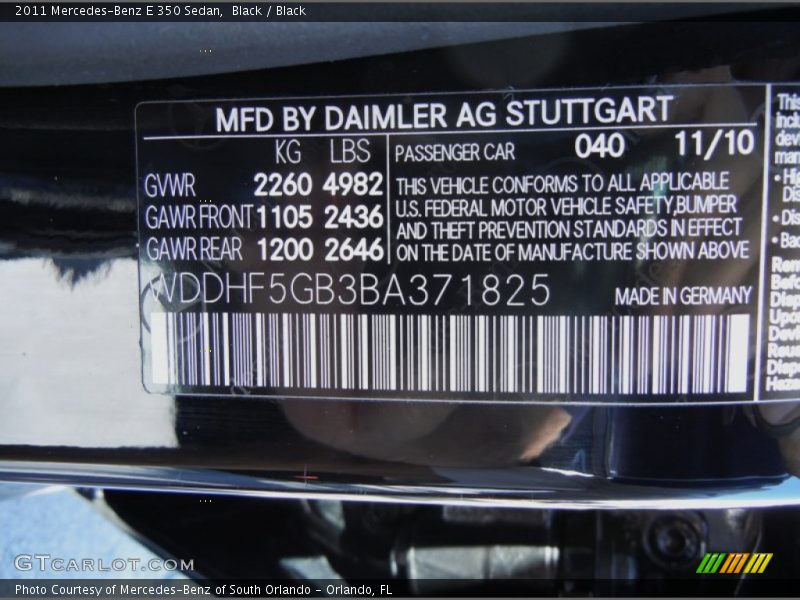 2011 Mercedes-Benz E 350 Sedan, Black / Black
MFD BY DAIMLER AG STUTTGART
KG LBS
GVWR 2260 4982
GAWR FRONT 1105 2436
GAWR REAR 1200 2646
PASSENGER CAR 040 11/10
THIS VEHICLE CONFORMS TO ALL APPLICABLE
U.S. FEDERAL MOTOR VEHICLE SAFETY, BUMPER
AND THEFT PREVENTION STANDARDS IN EFFECT
ON THE DATE OF MANUFACTURE SHOWN ABOVE
WDDHF5GB3BA371825
MADE IN GERMANY
GTcarlot.com
Photo Courtesy of Mercedes-Benz of South Orlando - Orlando, FL